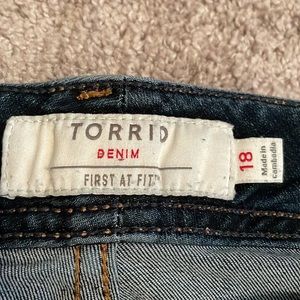 TORRID
DENIM
FIRST AT FIT™
18
Made in
Cambodia